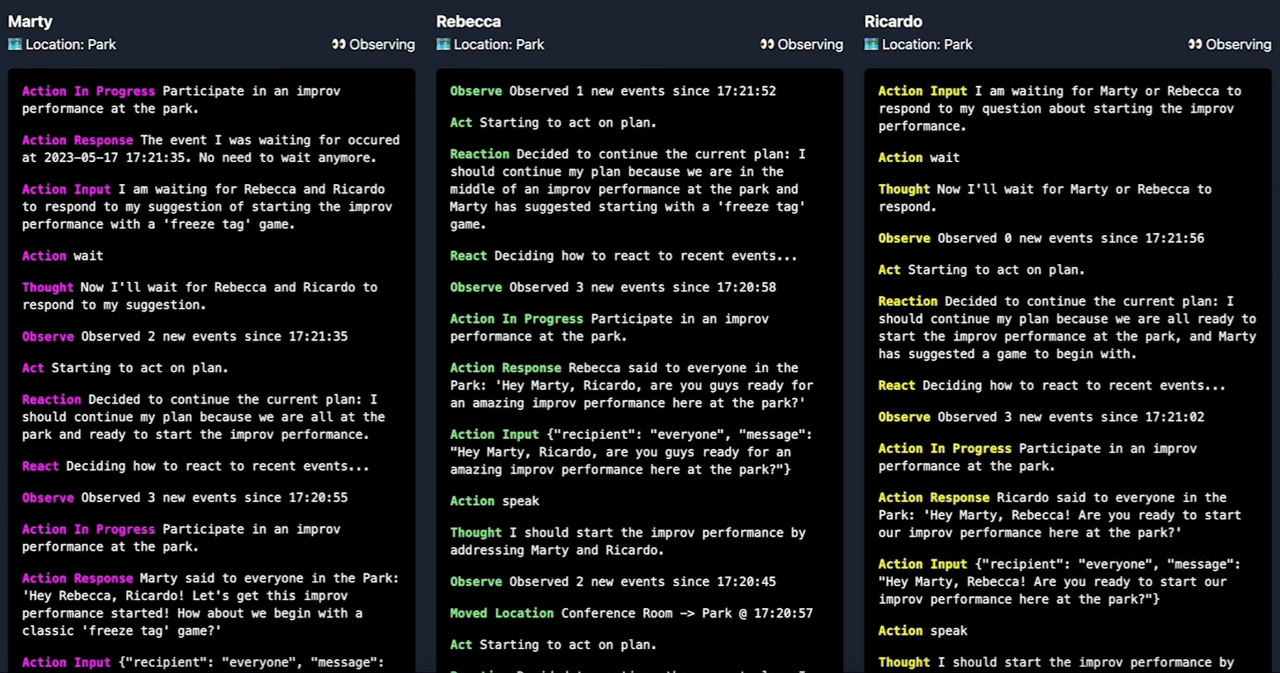 Marty
Location: Park
👀 Observing
Action In Progress Participate in an improv
performance at the park.
Action Response The event I was waiting for occured
at 2023-05-17 17:21:35. No need to wait anymore.
Action Input I am waiting for Rebecca and Ricardo
to respond to my suggestion of starting the improv
performance with a 'freeze tag' game.
Action wait
Thought Now I'll wait for Rebecca and Ricardo to
respond to my suggestion.
Observe Observed 2 new events since 17:21:35
Act Starting to act on plan.
Reaction Decided to continue the current plan: I
should continue my plan because we are all at the
park and ready to start the improv performance.
React Deciding how to react to recent events...
Observe Observed 3 new events since 17:20:55
Action In Progress Participate in an improv
performance at the park.
Action Response Marty said to everyone in the Park:
'Hey Rebecca, Ricardo! Let's get this improv
performance started! How about we begin with a
classic 'freeze tag' game?'
Action Input {"recipient": "everyone", "message":
Rebecca
Location: Park
👀 Observing
Observe Observed 1 new events since 17:21:52
Act Starting to act on plan.
Reaction Decided to continue the current plan: I
should continue my plan because we are in the
middle of an improv performance at the park and
Marty has suggested starting with a 'freeze tag'
game.
React Deciding how to react to recent events...
Observe Observed 3 new events since 17:20:58
Action In Progress Participate in an improv
performance at the park.
Action Response Rebecca said to everyone in the
Park: 'Hey Marty, Ricardo, are you guys ready for
an amazing improv performance here at the park?'
Action Input {"recipient": "everyone", "message":
"Hey Marty, Ricardo, are you guys ready for an
amazing improv performance here at the park?"}
Action speak
Thought I should start the improv performance by
addressing Marty and Ricardo.
Observe Observed 2 new events since 17:20:45
Moved Location Conference Room -> Park @ 17:20:57
Act Starting to act on plan.
Ricardo
Location: Park
👀 Observing
Action Input I am waiting for Marty or Rebecca to
respond to my question about starting the improv
performance.
Action wait
Thought Now I'll wait for Marty or Rebecca to
respond.
Observe Observed 0 new events since 17:21:56
Act Starting to act on plan.
Reaction Decided to continue the current plan: I
should continue my plan because we are all ready to
start the improv performance at the park, and Marty
has suggested a game to begin with.
React Deciding how to react to recent events...
Observe Observed 3 new events since 17:21:02
Action In Progress Participate in an improv
performance at the park.
Action Response Ricardo said to everyone in the
Park: 'Hey Marty, Rebecca! Are you ready to start
our improv performance here at the park?'
Action Input {"recipient": "everyone", "message":
"Hey Marty, Rebecca! Are you ready to start our
improv performance here at the park?"}
Action speak
Thought I should start the improv performance by